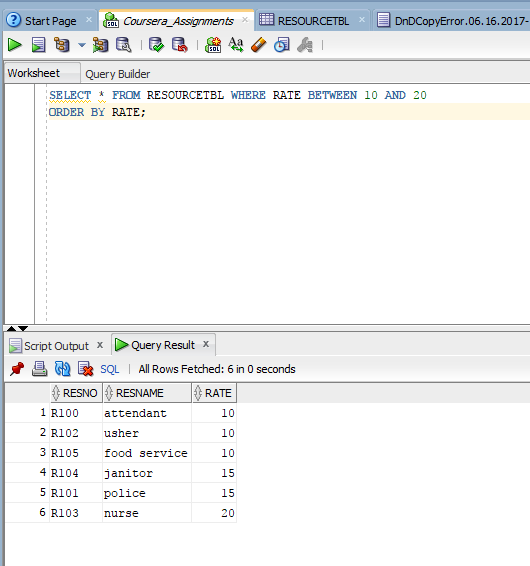 Start Page Coursera_Assignments RESOURCETBL DnDCopyError.06.16.2017-
Worksheet Query Builder
SELECT * FROM RESOURCETBL WHERE RATE BETWEEN 10 AND 20
ORDER BY RATE;
Script Output x Query Result x
SQL | All Rows Fetched: 6 in 0 seconds
RESNO RESNAME RATE
1 R100 attendant 10
2 R102 usher 10
3 R105 food service 10
4 R104 janitor 15
5 R101 police 15
6 R103 nurse 20